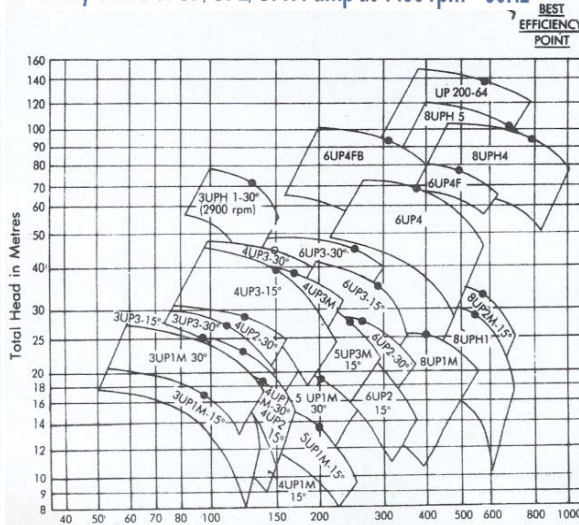 BEST
EFFICIENCY
POINT
Total Head in Metres
160
140
120
100
90
80
70
60
50
40
30
25
20
18
16
14
12
10
9
8
UP 200-64
8UPH 5
6UP4FB
8UPH4
6UP4F
3UPH 1-30°
(2900 rpm)
6UP4
6UP3-30°
4UP3-30°
4UP3M
6UP3-15°
4UP3-15°
8UP2M-15°
3UP3-15°
3UP3-30°
4UP2-30°
8UPH1
6UP2-30°
5UP3M
15°
8UP1M
3UP1M 30°
3UP1M-15°
4UP1
M-30°
4UP2
15°
5 UP1M
30°
6UP2
15°
5UP1M-15°
4UP1M
15°
40 50 60 70 80 100 200 300 400 500 600 800 1000